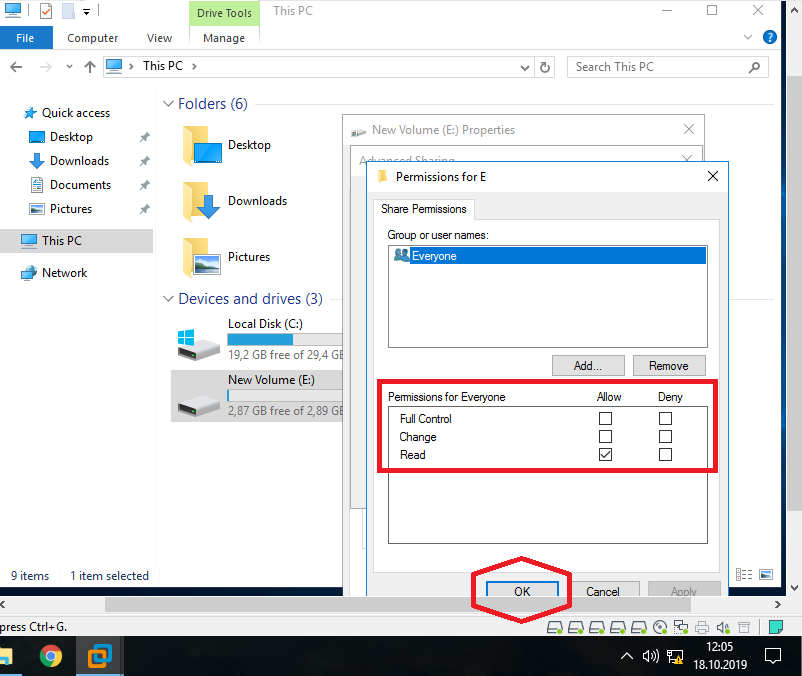 Drive Tools
This PC
File
Computer
View
Manage
This PC
Search This PC
Quick access
Desktop
Downloads
Documents
Pictures
This PC
Network
Folders (6)
Desktop
Downloads
Pictures
Devices and drives (3)
Local Disk (C:)
19,2 GB free of 29,4 GB
New Volume (E:)
2,87 GB free of 2,89 GB
New Volume (E:) Properties
Advanced Sharing
Permissions for E
Share Permissions
Group or user names:
Everyone
Add...
Remove
Permissions for Everyone Allow Deny
Full Control
Change
Read
OK
Cancel
Apply
9 items
1 item selected
press Ctrl+G.
12:05
18.10.2019